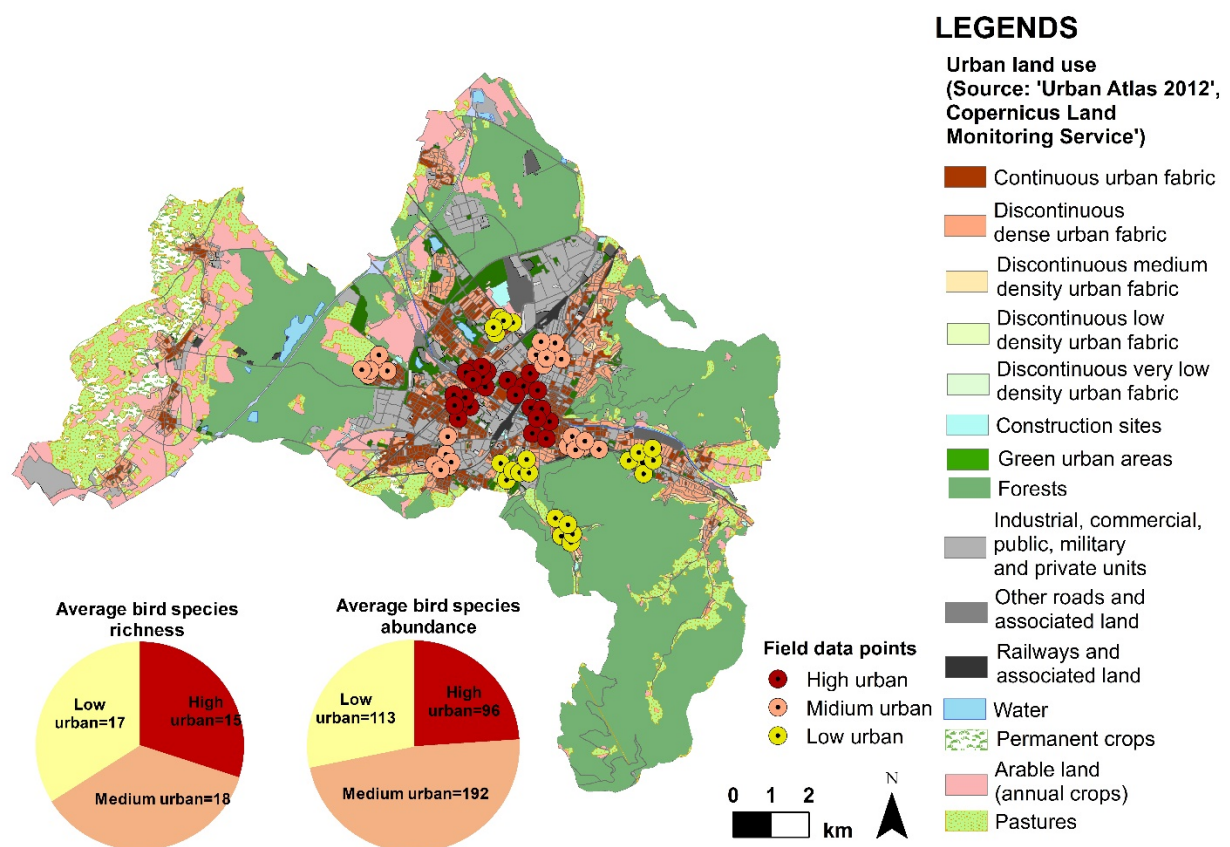 LEGENDS
Urban land use
(Source: 'Urban Atlas 2012',
Copernicus Land
Monitoring Service')
Continuous urban fabric
Discontinuous
dense urban fabric
Discontinuous medium
density urban fabric
Discontinuous low
density urban fabric
Discontinuous very low
density urban fabric
Construction sites
Green urban areas
Forests
Industrial, commercial,
public, military
and private units
Other roads and
associated land
Railways and
associated land
Water
Permanent crops
Arable land
(annual crops)
Pastures
Average bird species
richness
Low
urban=17
High
urban=15
Medium urban=18
Average bird species
abundance
Low
urban=113
High
urban=96
Medium urban=192
Field data points
High urban
Midium urban
Low urban
0 1 2
km
N